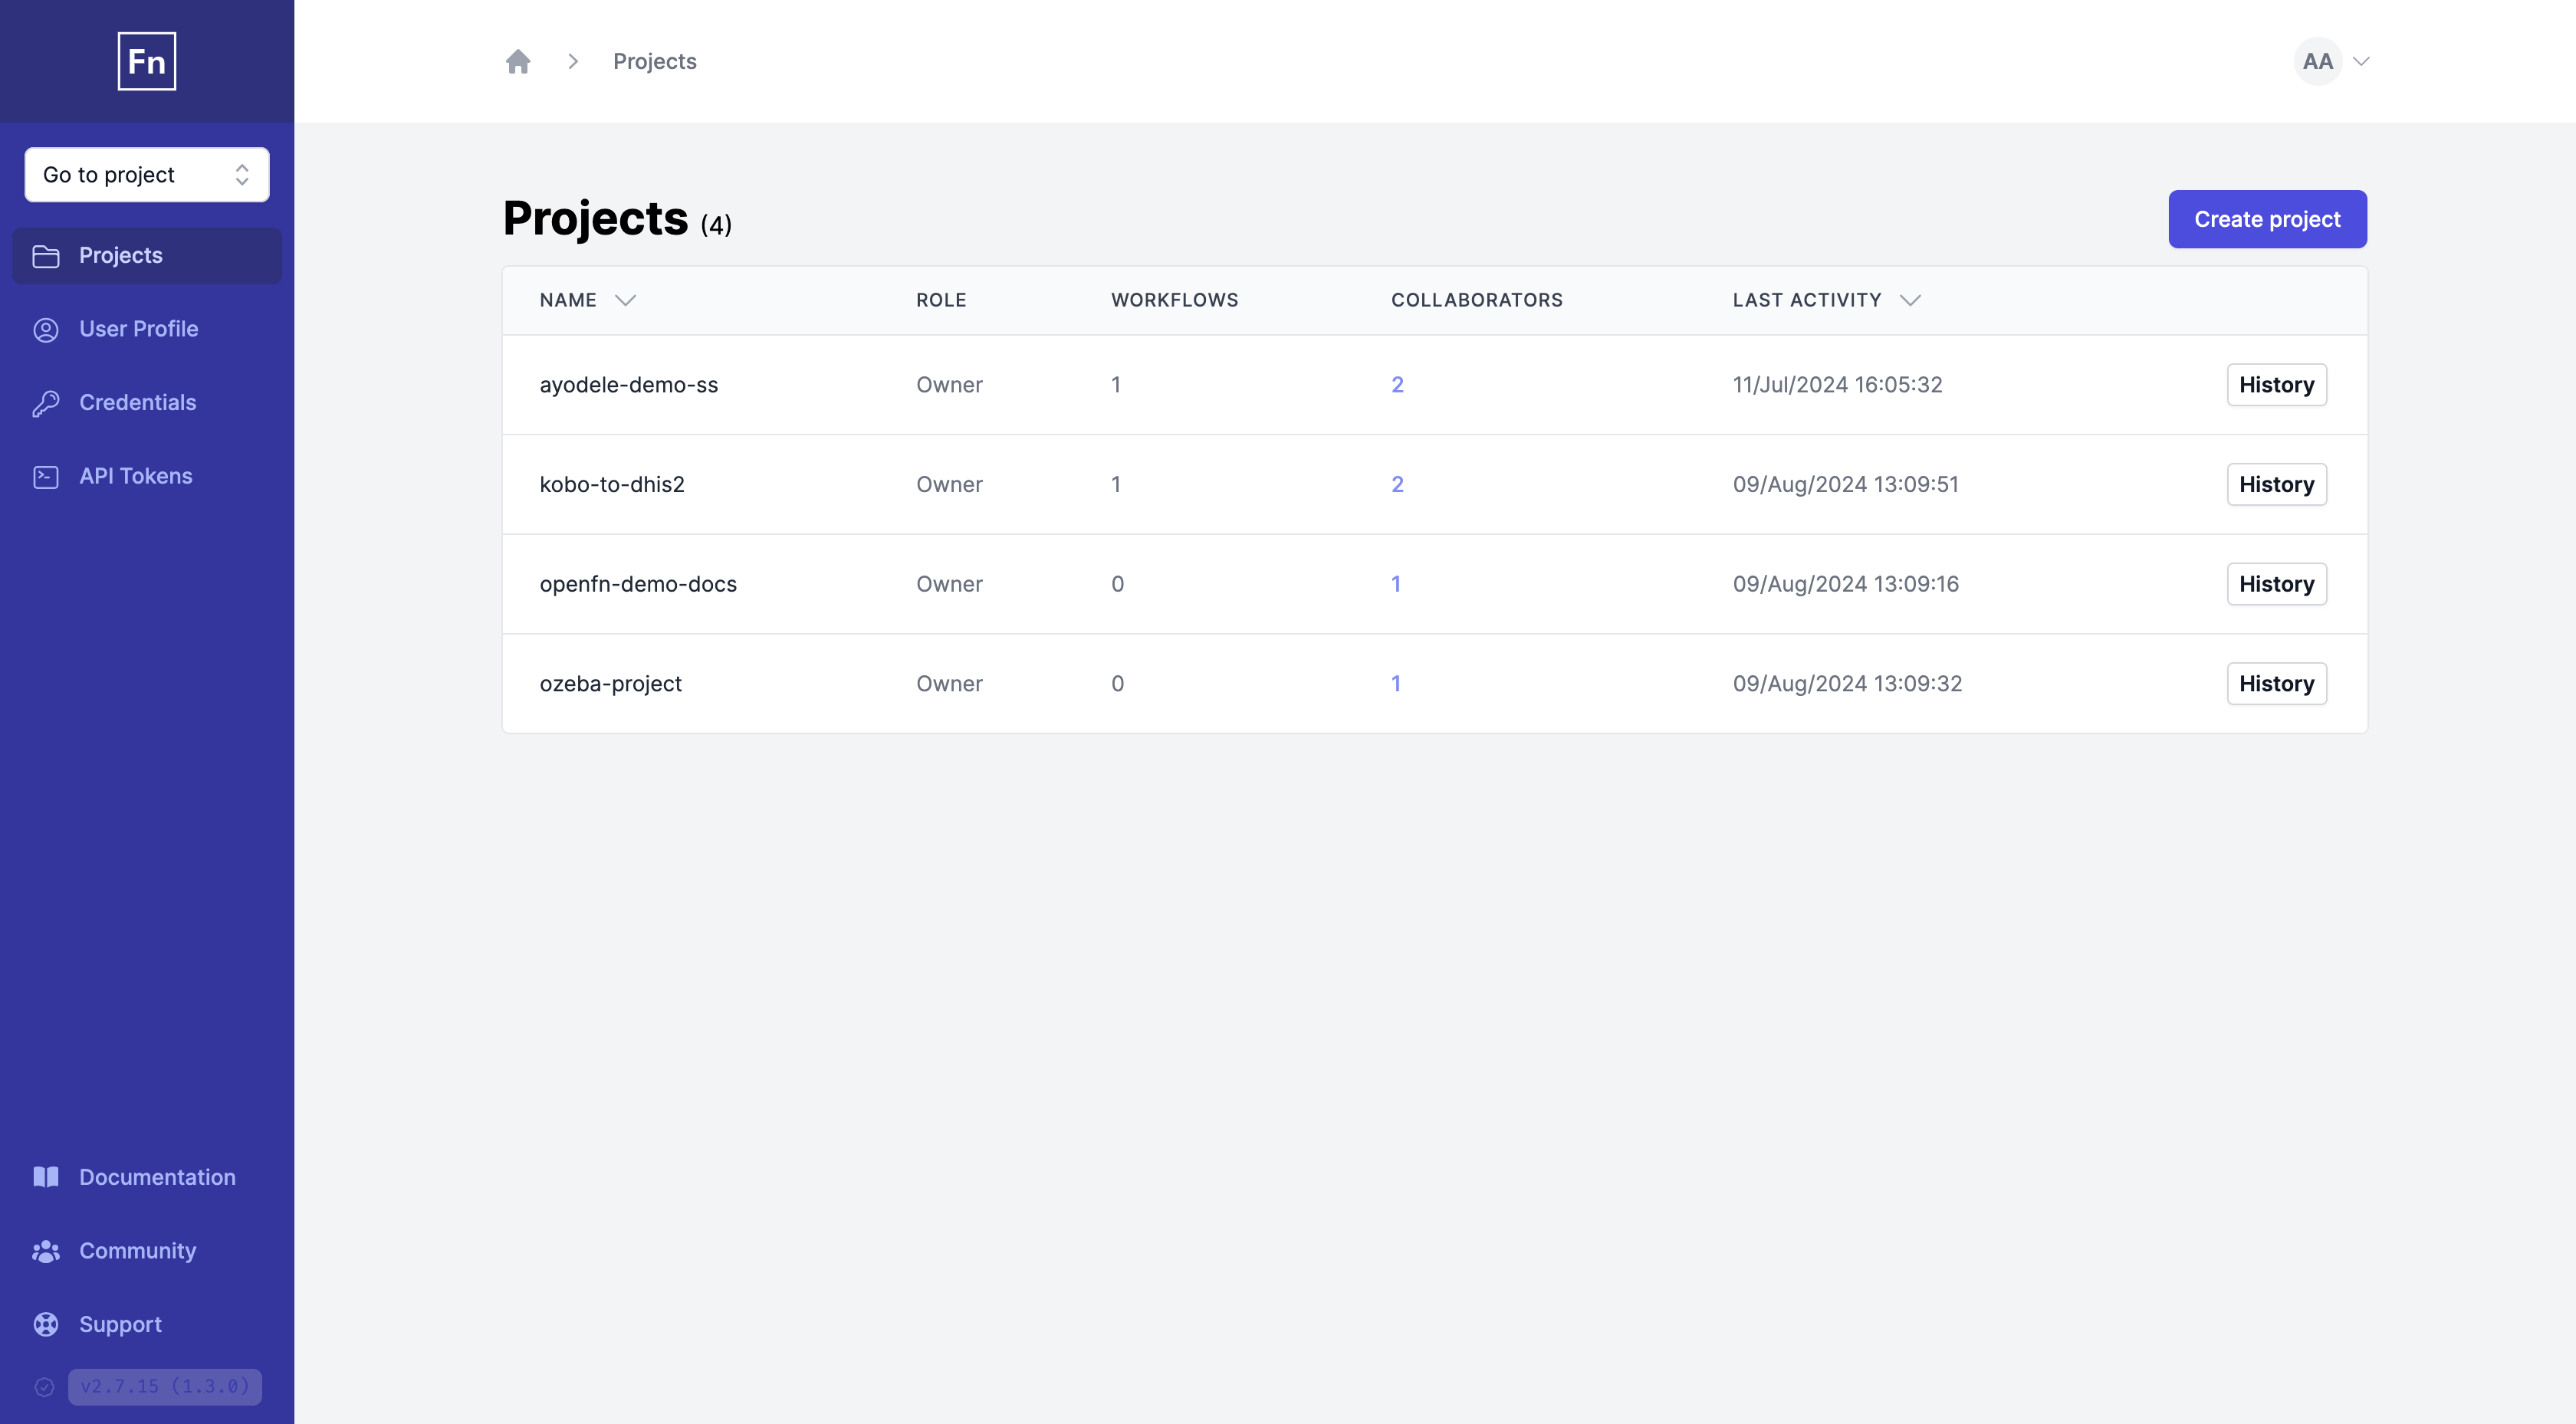 Fn
Projects
AA
Go to project
Projects
User Profile
Credentials
API Tokens
Projects (4)
Create project
NAME ROLE WORKFLOWS COLLABORATORS LAST ACTIVITY
ayodele-demo-ss Owner 1 2 11/Jul/2024 16:05:32 History
kobo-to-dhis2 Owner 1 2 09/Aug/2024 13:09:51 History
openfn-demo-docs Owner 0 1 09/Aug/2024 13:09:16 History
ozeba-project Owner 0 1 09/Aug/2024 13:09:32 History
Documentation
Community
Support
v2.7.15 (1.3.0)